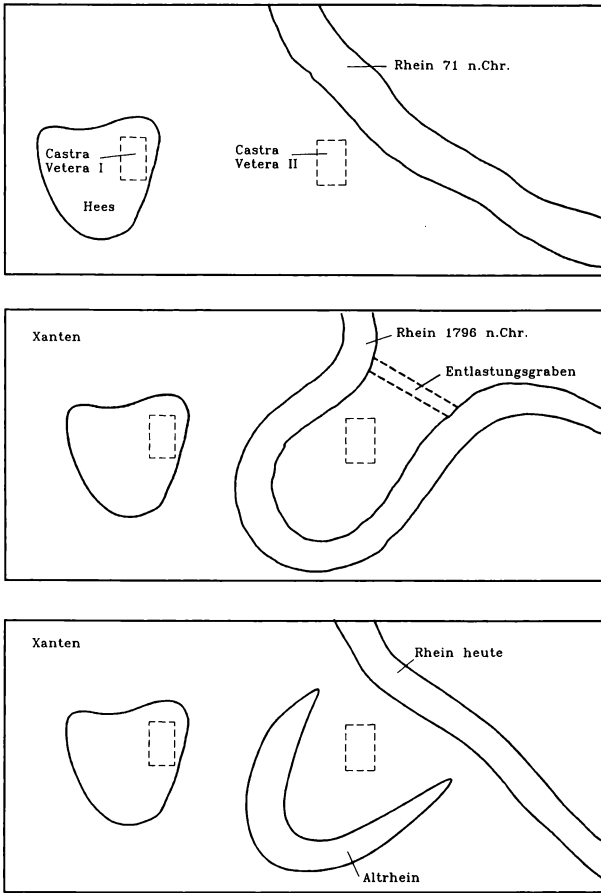 Rhein 71 n.Chr.
Castra
Vetera I
Castra
Vetera II
Hees
Xanten
Rhein 1796 n.Chr.
Entlastungsgraben
Xanten
Rhein heute
Altrhein